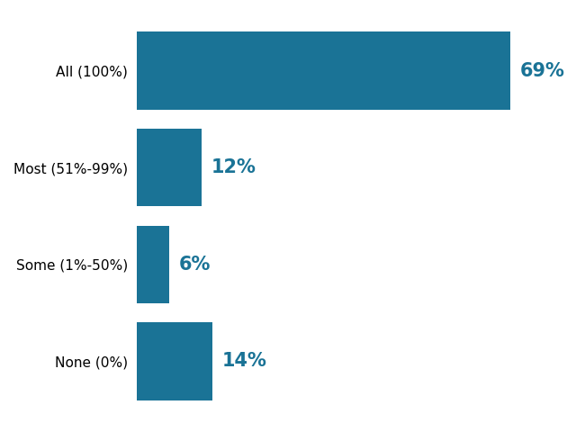 All (100%) 69%
Most (51%-99%) 12%
Some (1%-50%) 6%
None (0%) 14%